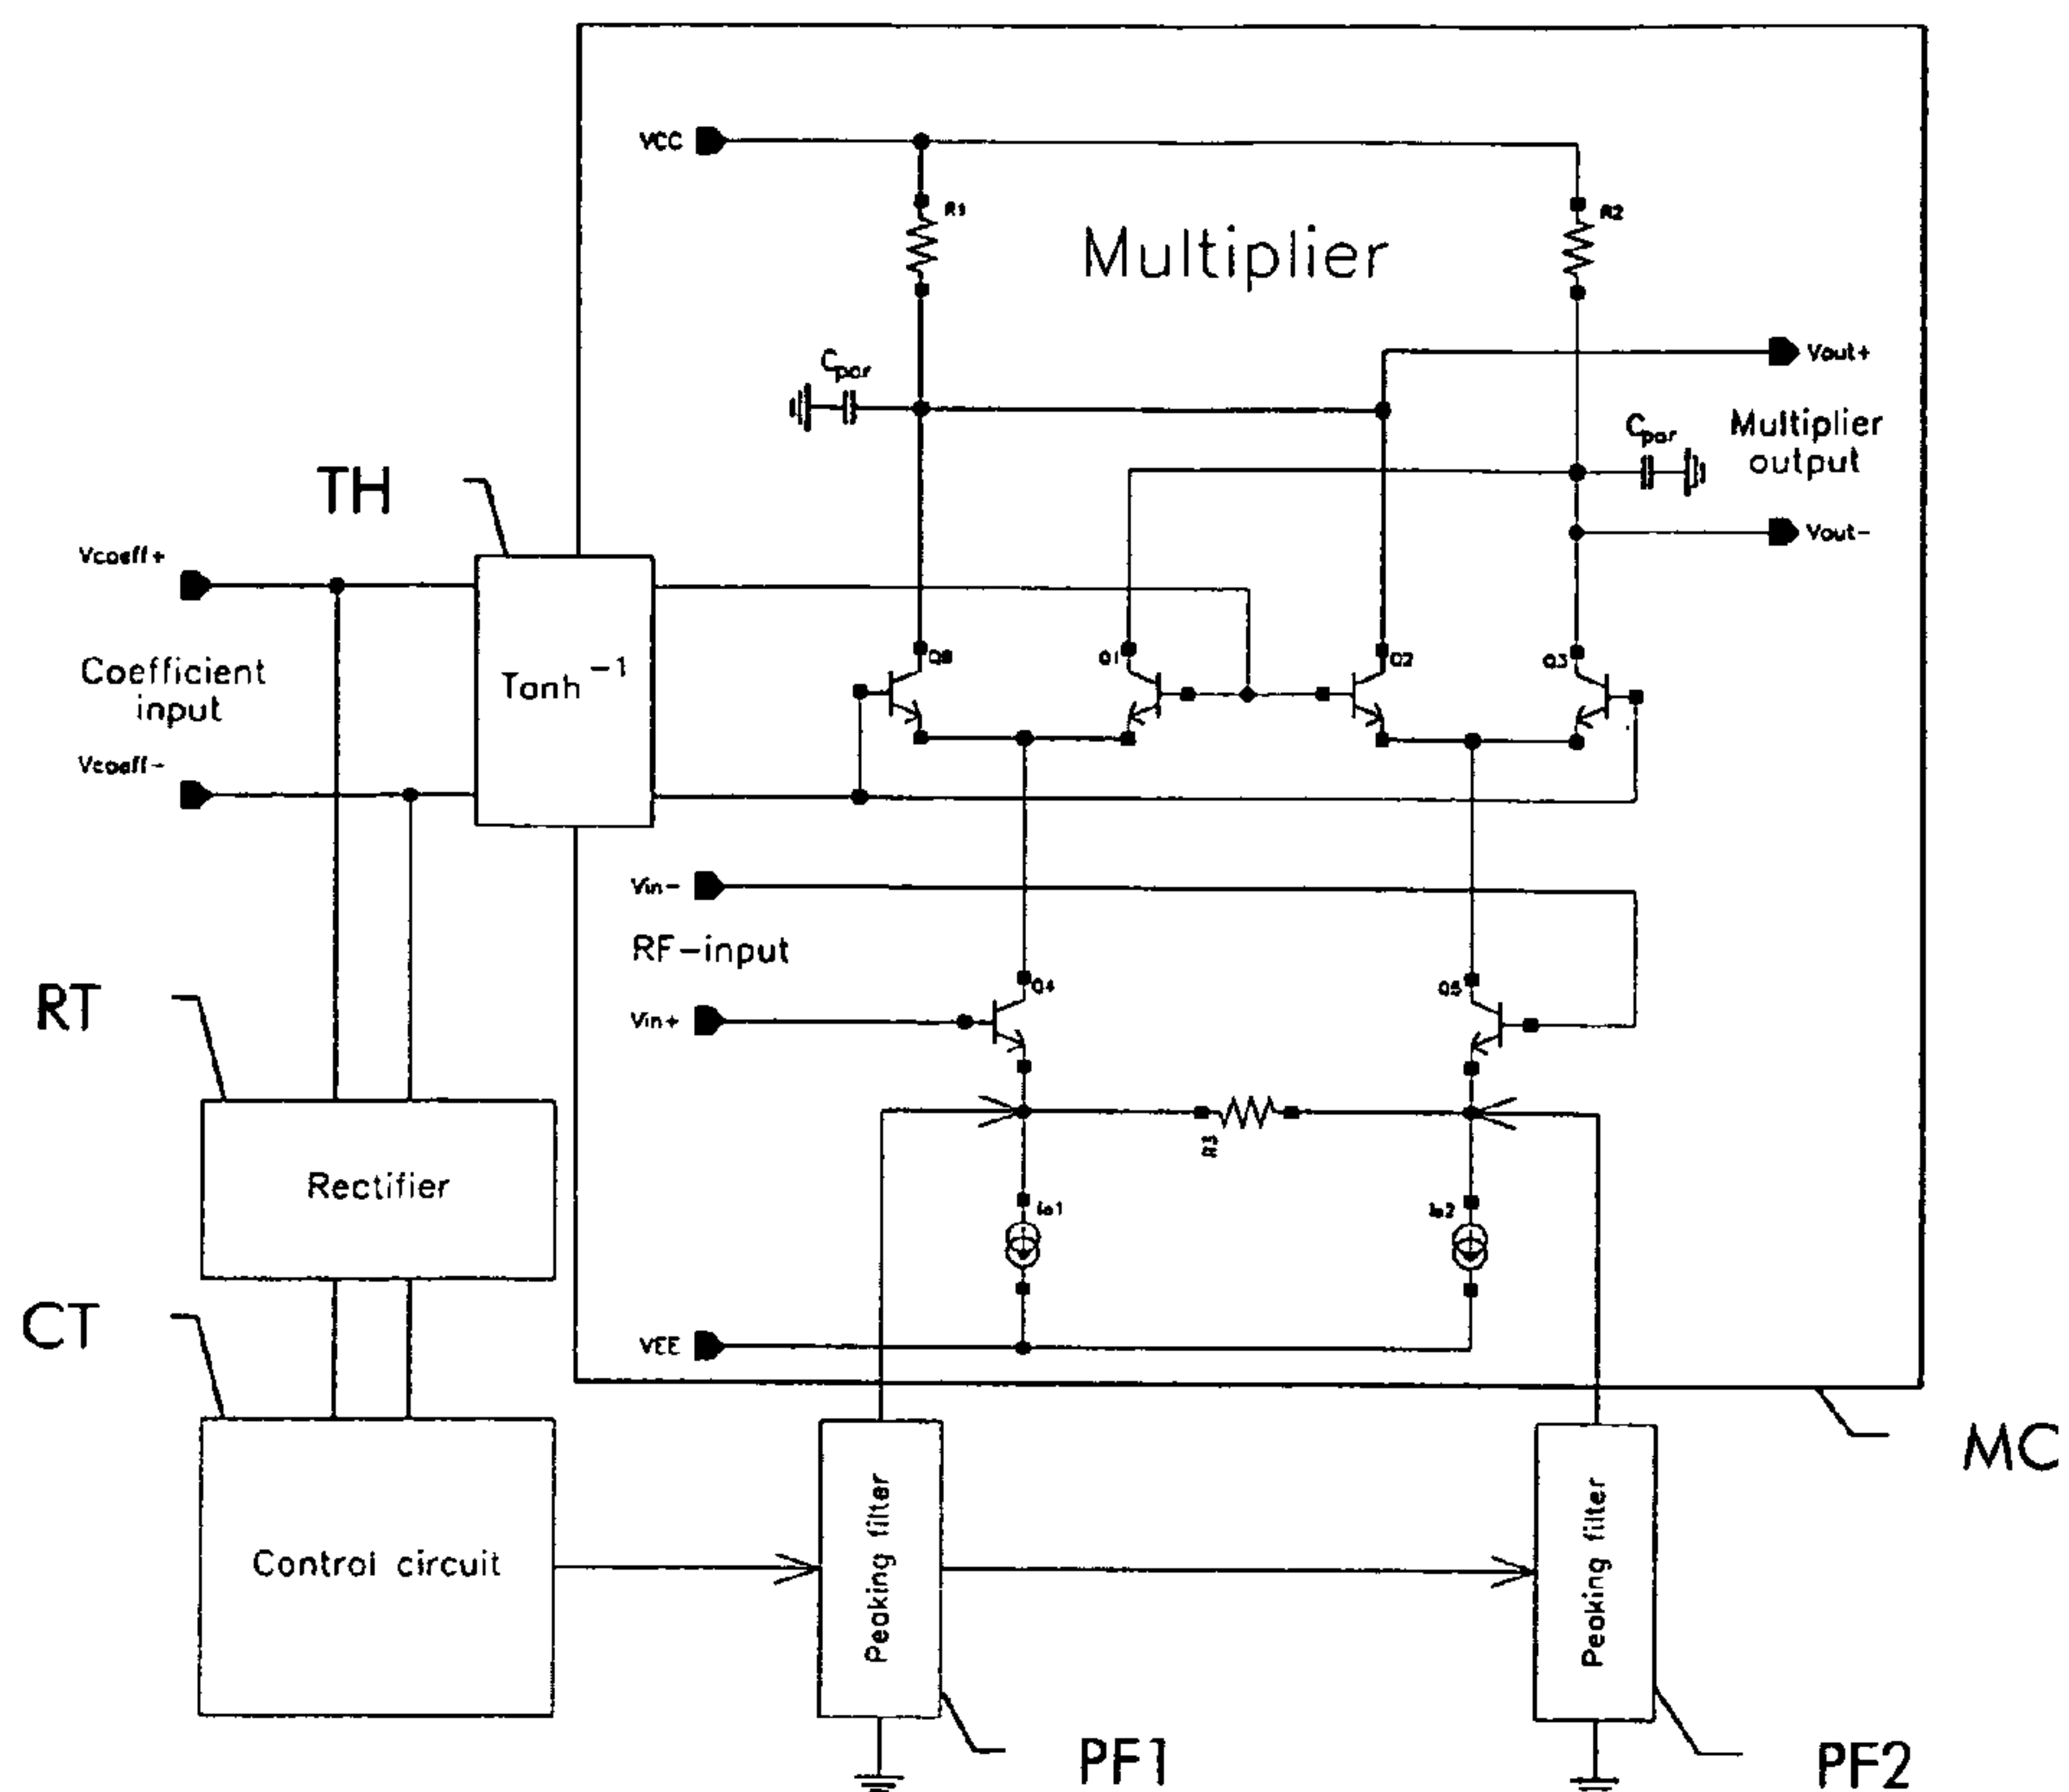 VCC
R1
R2
Multiplier
Cpar
Vout+
Cpar
Multiplier
output
TH
Vout-
Vcoeff+
Tanh-1
Q0
Q1
Q2
Q3
Coefficient
input
Vcoeff-
Vin-
RF-input
RT
Q4
Q5
Vin+
R3
Rectifier
Io1
Io2
CT
VEE
MC
Control circuit
Peaking filter
Peaking filter
PF1
PF2